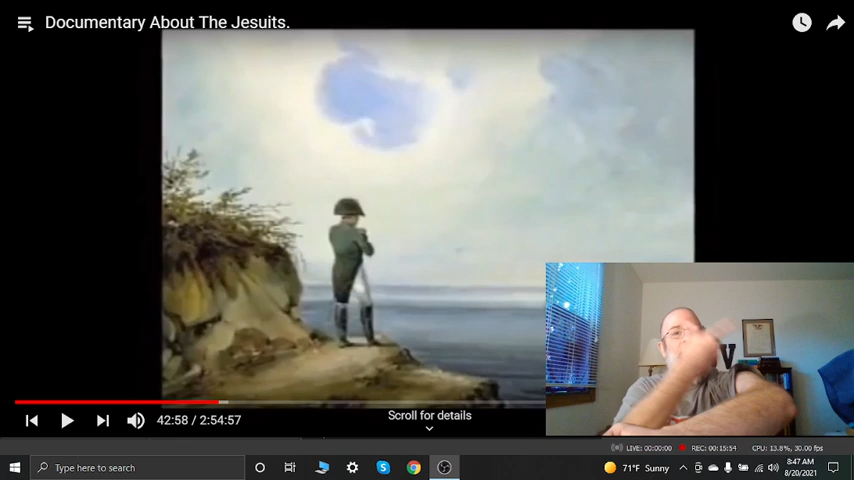 Documentary About The Jesuits.
42:58 / 2:54:57
Scroll for details
V
LIVE: 00:00:00
REC: 00:15:54
CPU: 13.8%, 30.00 fps
Type here to search
71°F Sunny
8:47 AM
8/20/2021